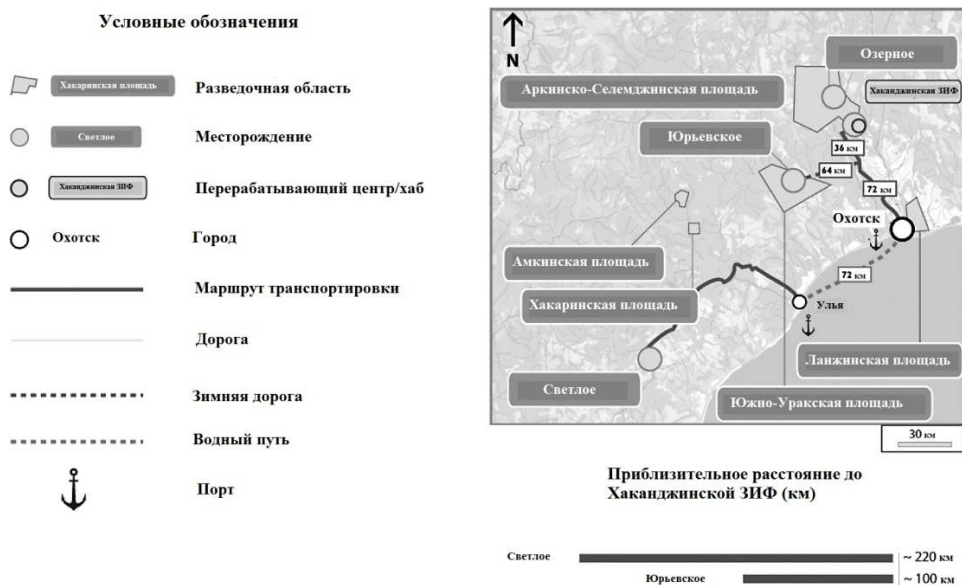 Условные обозначения
Хакаринская площадь
Разведочная область
Светлое
Месторождение
Хаканджинская ЗИФ
Перерабатывающий центр/хаб
Охотск
Город
Маршрут транспортировки
Дорога
Зимняя дорога
Водный путь
Порт
N
Озерное
Аркинско-Селемджинская площадь
Хаканджинская ЗИФ
Юрьевское
36 км
64 км
72 км
Охотск
Амкинская площадь
72 км
Хакаринская площадь
Улья
Ланжинская площадь
Светлое
Южно-Уракская площадь
30 км
Приблизительное расстояние до
Хаканджинской ЗИФ (км)
Светлое ~ 220 км
Юрьевское ~ 100 км